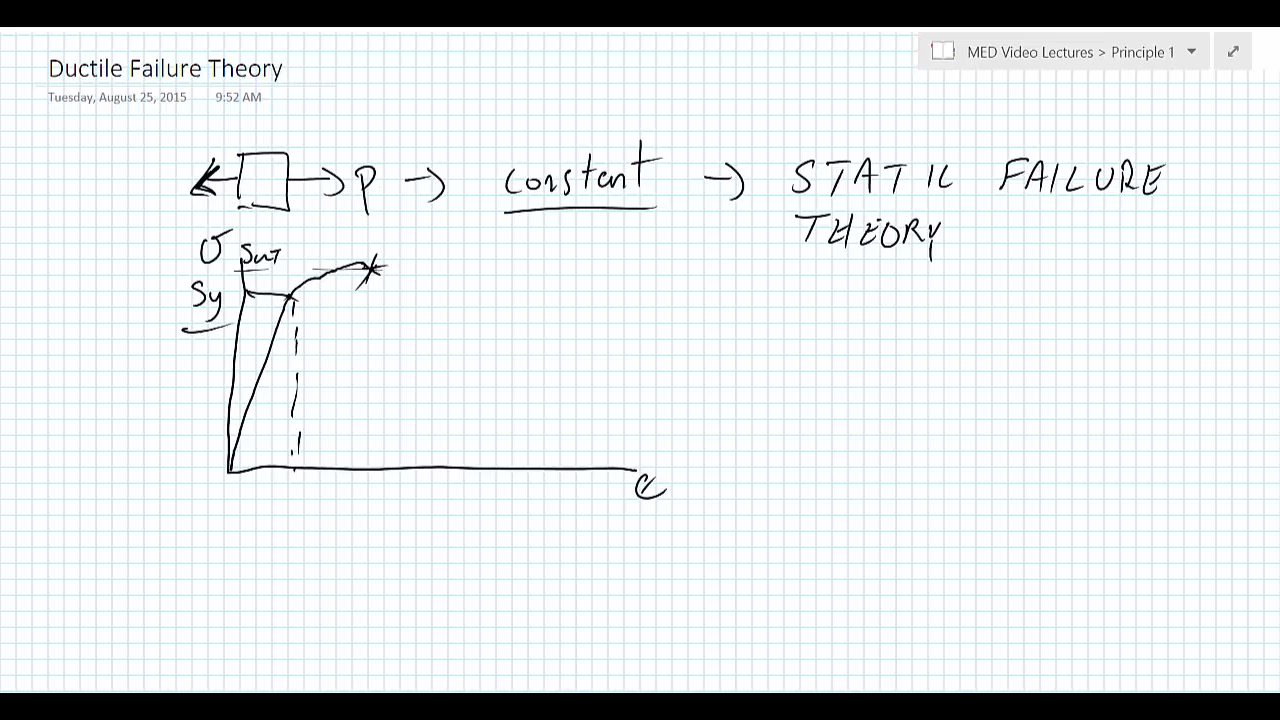 MED Video Lectures > Principle 1
Ductile Failure Theory
Tuesday, August 25, 2015 9:52 AM
P → constant → STATIC FAILURE
THEORY
σ SUT
Sy
ε